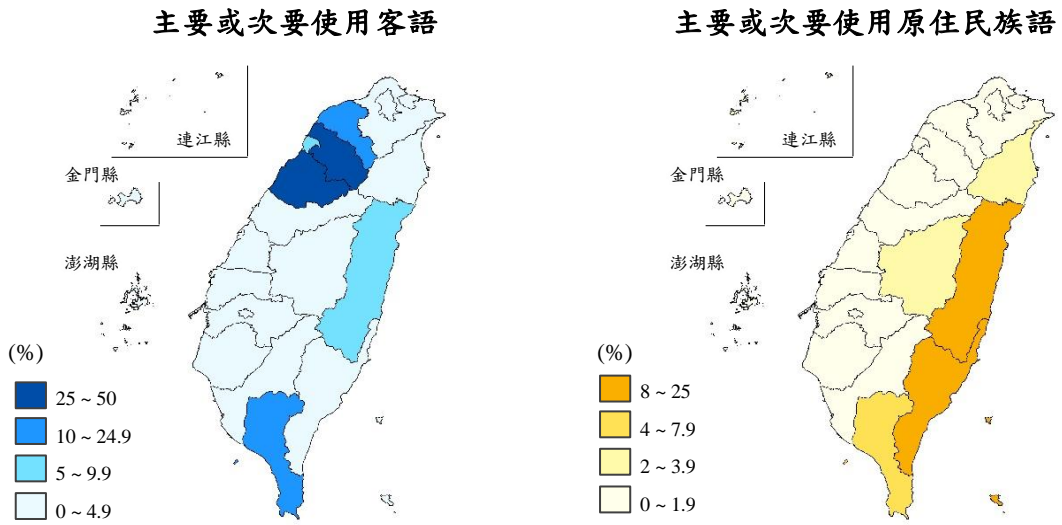 主要或次要使用客語
連江縣
金門縣
澎湖縣
(%)
25 ~ 50
10 ~ 24.9
5 ~ 9.9
0 ~ 4.9
主要或次要使用原住民族語
連江縣
金門縣
澎湖縣
(%)
8 ~ 25
4 ~ 7.9
2 ~ 3.9
0 ~ 1.9